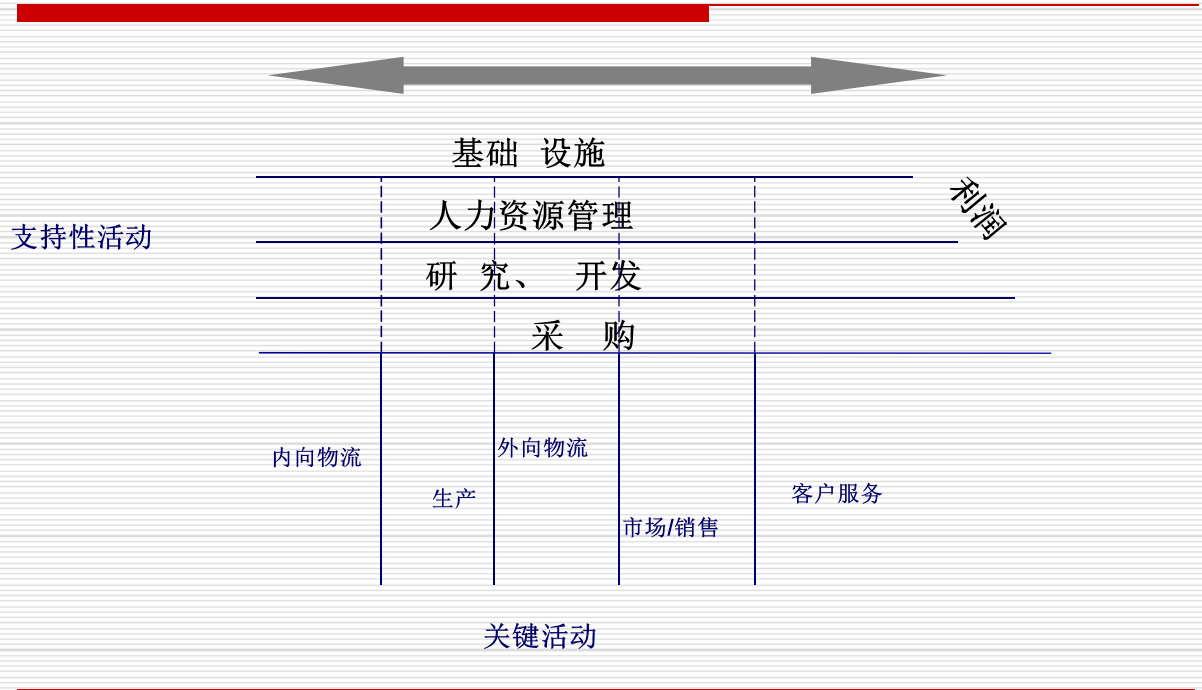 基础 设施
利润
人力资源管理
支持性活动
研 究、 开发
采 购
内向物流
外向物流
生产
客户服务
市场/销售
关键活动